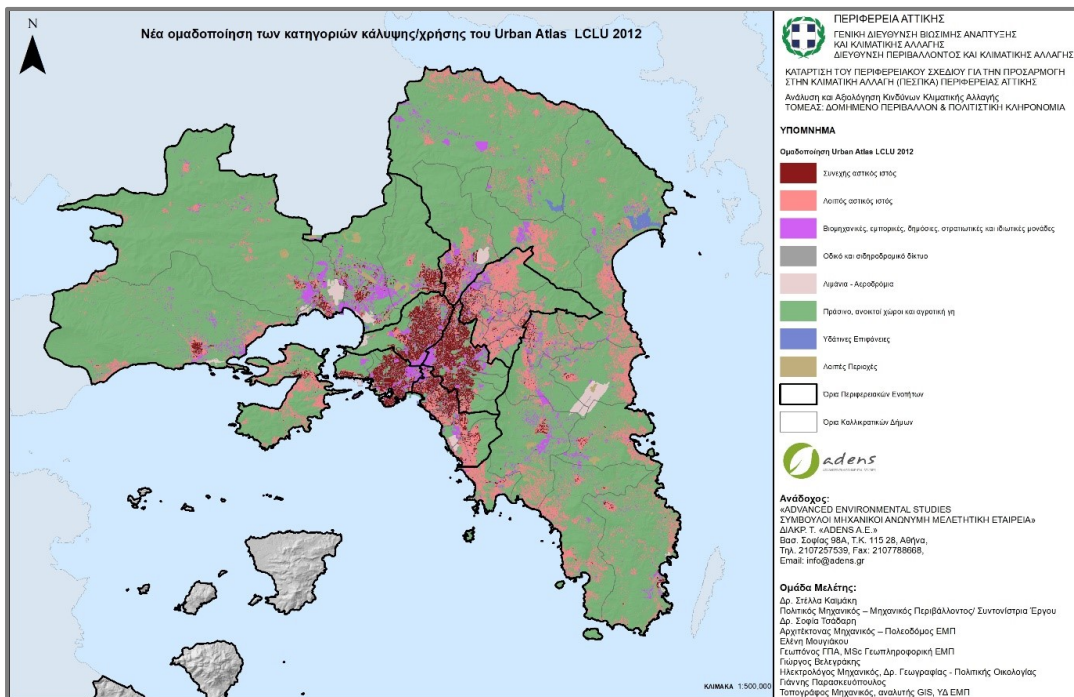 N
Νέα ομαδοποίηση των κατηγοριών κάλυψης/χρήσης του Urban Atlas LCLU 2012
ΠΕΡΙΦΕΡΕΙΑ ΑΤΤΙΚΗΣ
ΓΕΝΙΚΗ ΔΙΕΥΘΥΝΣΗ ΒΙΩΣΙΜΗΣ ΑΝΑΠΤΥΞΗΣ
ΚΑΙ ΚΛΙΜΑΤΙΚΗΣ ΑΛΛΑΓΗΣ
ΔΙΕΥΘΥΝΣΗ ΠΕΡΙΒΑΛΛΟΝΤΟΣ ΚΑΙ ΚΛΙΜΑΤΙΚΗΣ ΑΛΛΑΓΗΣ
ΚΑΤΑΡΤΙΣΗ ΤΟΥ ΠΕΡΙΦΕΡΕΙΑΚΟΥ ΣΧΕΔΙΟΥ ΓΙΑ ΤΗΝ ΠΡΟΣΑΡΜΟΓΗ
ΣΤΗΝ ΚΛΙΜΑΤΙΚΗ ΑΛΛΑΓΗ (ΠΕΣΠΚΑ) ΠΕΡΙΦΕΡΕΙΑΣ ΑΤΤΙΚΗΣ
Ανάλυση και Αξιολόγηση Κινδύνων Κλιματικής Αλλαγής
ΤΟΜΕΑΣ: ΔΟΜΗΜΕΝΟ ΠΕΡΙΒΑΛΛΟΝ & ΠΟΛΙΤΙΣΤΙΚΗ ΚΛΗΡΟΝΟΜΙΑ
ΥΠΟΜΝΗΜΑ
Ομαδοποίηση Urban Atlas LCLU 2012
Συνεχής αστικός ιστός
Λοιπός αστικός ιστός
Βιομηχανικές, εμπορικές, δημόσιες, στρατιωτικές και ιδιωτικές μονάδες
Οδικό και σιδηροδρομικό δίκτυο
Λιμάνια - Αεροδρόμια
Πράσινο, ανοικτοί χώροι και αγροτική γη
Υδάτινες Επιφάνειες
Λοιπές Περιοχές
Όρια Περιφερειακών Ενοτήτων
Όρια Καλλικρατικών Δήμων
adens
Ανάδοχος:
«ADVANCED ENVIRONMENTAL STUDIES
ΣΥΜΒΟΥΛΟΙ ΜΗΧΑΝΙΚΟΙ ΑΝΩΝΥΜΗ ΜΕΛΕΤΗΤΙΚΗ ΕΤΑΙΡΕΙΑ»
ΔΙΑΚΡ. Τ. «ADENS Α.Ε.»
Βασ. Σοφίας 98Α, Τ.Κ. 115 28, Αθήνα,
Τηλ. 2107257539, Fax: 2107788668,
Email: info@adens.gr
Ομάδα Μελέτης:
Δρ. Στέλλα Καϊμάκη
Πολιτικός Μηχανικός – Μηχανικός Περιβάλλοντος/ Συντονίστρια Έργου
Δρ. Σοφία Τσάδαρη
Αρχιτέκτονας Μηχανικός – Πολεοδόμος ΕΜΠ
Ελένη Μουγιάκου
Γεωπόνος ΓΠΑ, MSc Γεωπληροφορική ΕΜΠ
Γιώργος Βελεγράκης
Ηλεκτρολόγος Μηχανικός, Δρ. Γεωγραφίας - Πολιτικής Οικολογίας
Γιάννης Παρασκευόπουλος
Τοπογράφος Μηχανικός, αναλυτής GIS, ΥΔ ΕΜΠ
ΚΛΙΜΑΚΑ 1:500,000